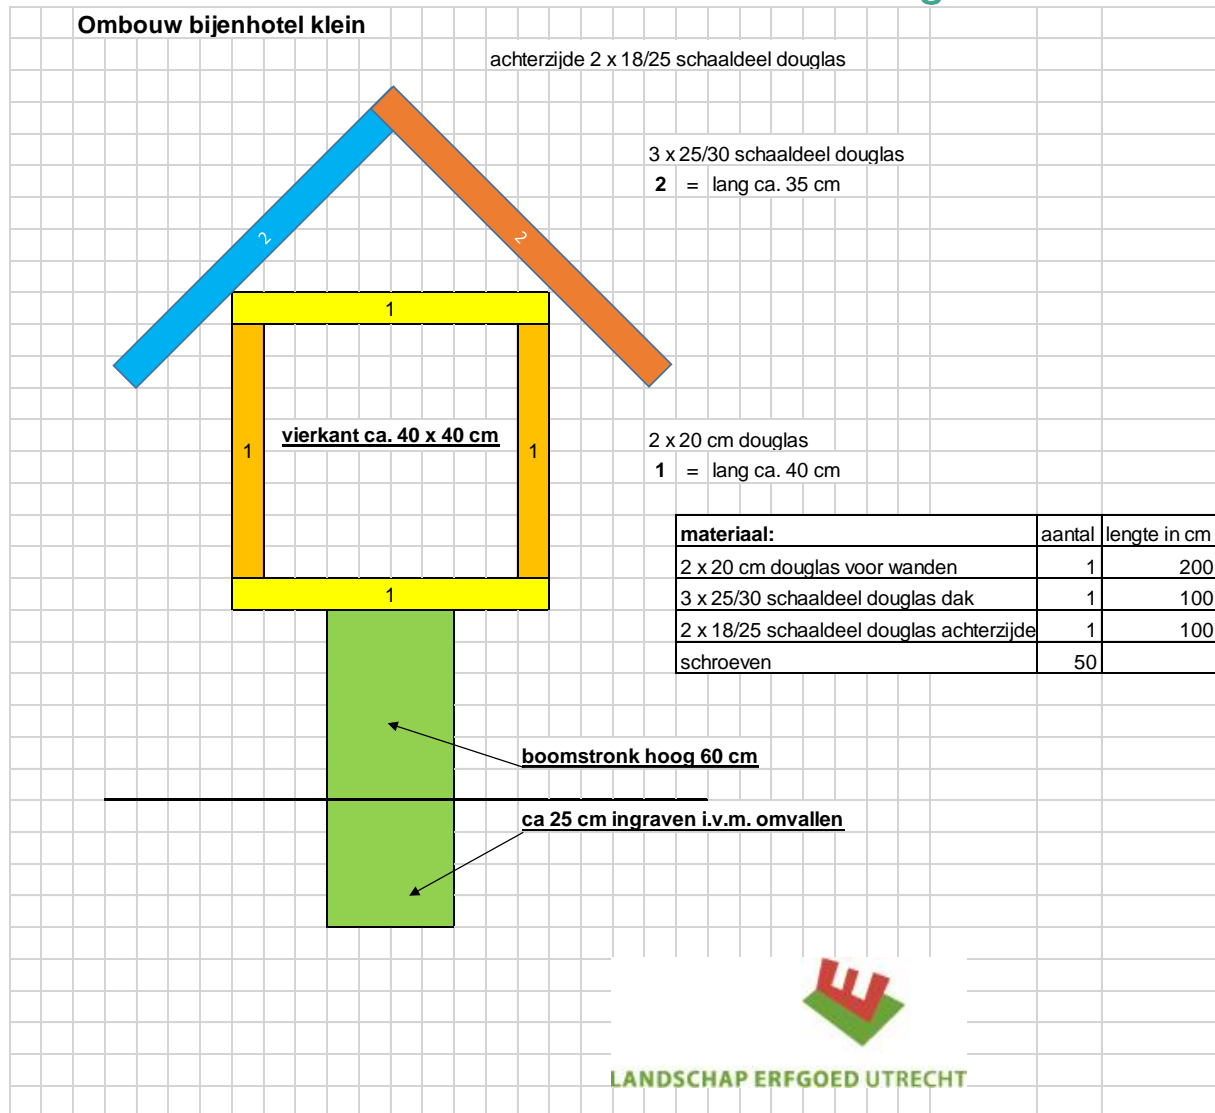 Ombouw bijenhotel klein
achterzijde 2 x 18/25 schaaldeel douglas
3 x 25/30 schaaldeel douglas
2 = lang ca. 35 cm
2
2
1
vierkant ca. 40 x 40 cm
1
1
2 x 20 cm douglas
1 = lang ca. 40 cm
1
materiaal: aantal lengte in cm
2 x 20 cm douglas voor wanden 1 200
3 x 25/30 schaaldeel douglas dak 1 100
2 x 18/25 schaaldeel douglas achterzijde 1 100
schroeven 50
boomstronk hoog 60 cm
ca 25 cm ingraven i.v.m. omvallen
LANDSCHAP ERFGOED UTRECHT